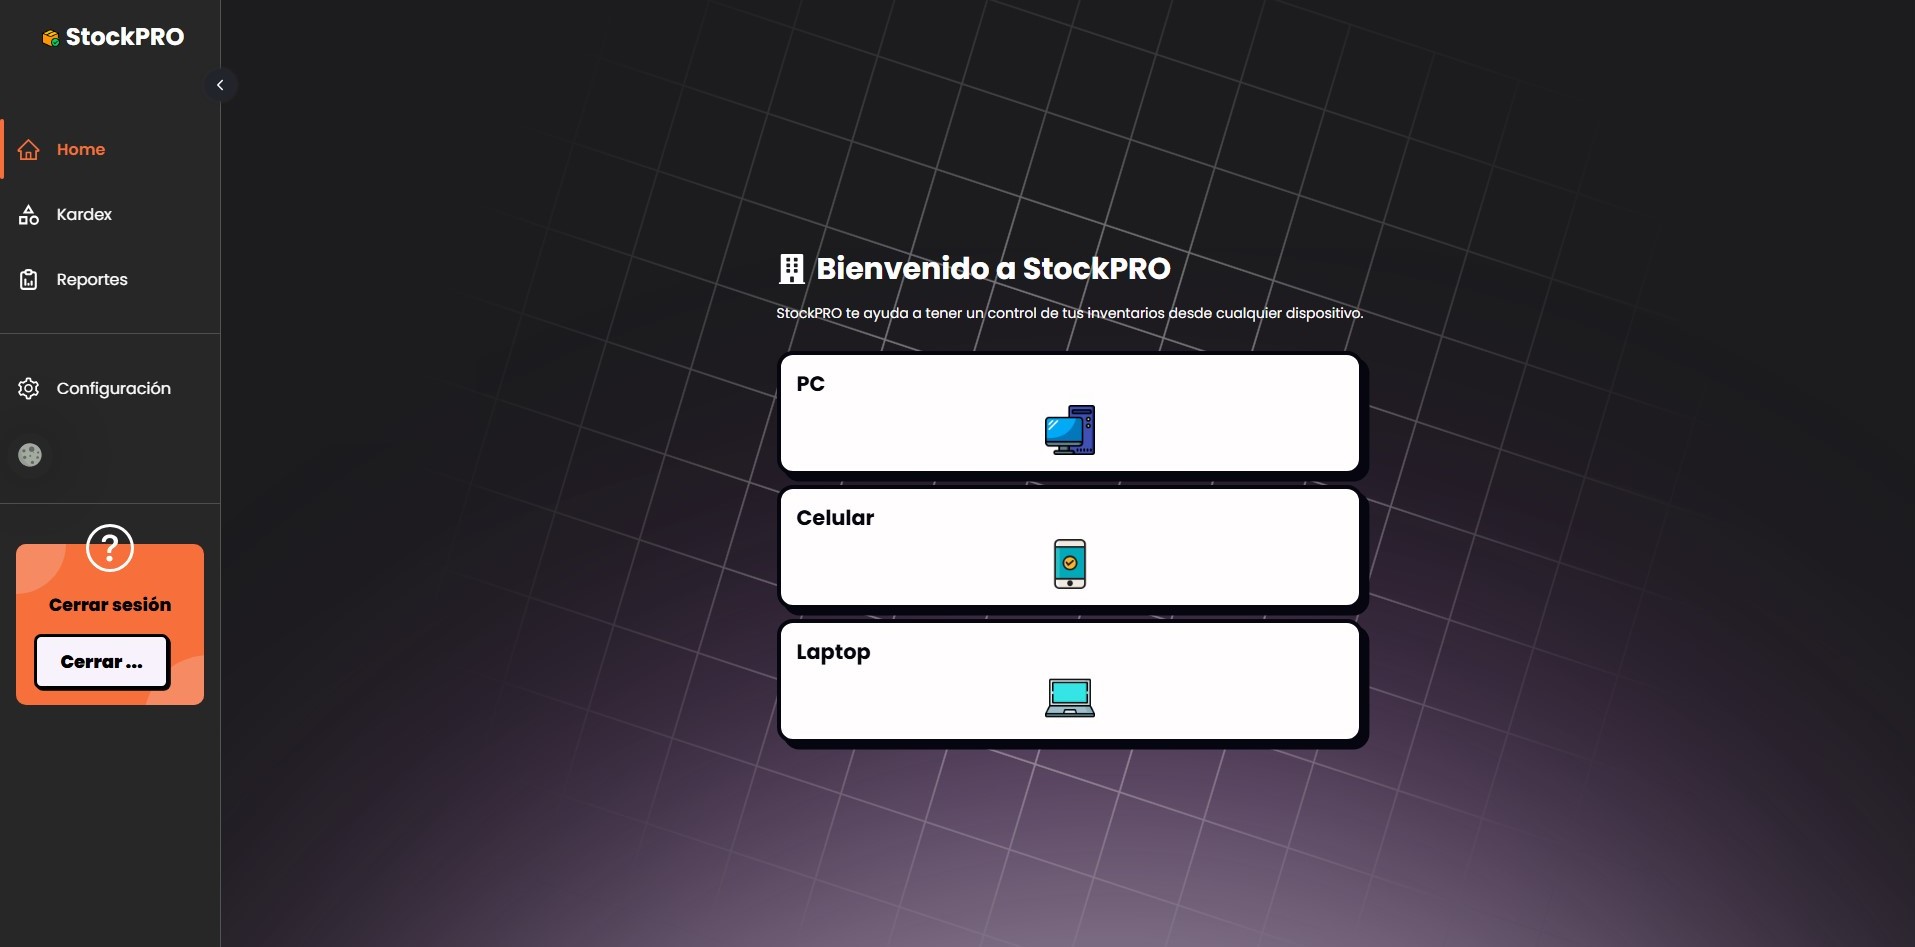 StockPRO
Home
Kardex
Reportes
Configuración
Cerrar sesión
Cerrar ...
Bienvenido a StockPRO
StockPRO te ayuda a tener un control de tus inventarios desde cualquier dispositivo.
PC
Celular
Laptop